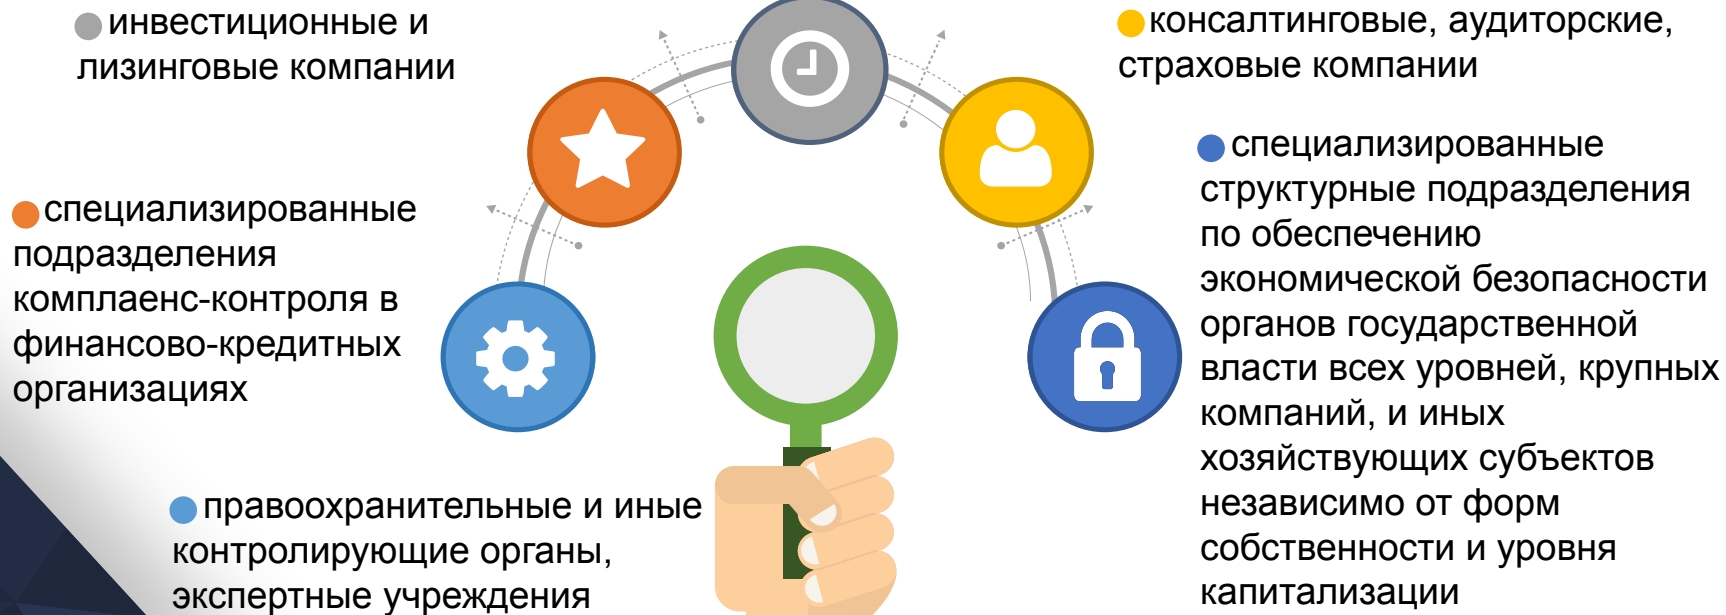 инвестиционные и
лизинговые компании
консалтинговые, аудиторские,
страховые компании
специализированные
подразделения
комплаенс-контроля в
финансово-кредитных
организациях
специализированные
структурные подразделения
по обеспечению
экономической безопасности
органов государственной
власти всех уровней, крупных
компаний, и иных
хозяйствующих субъектов
независимо от форм
собственности и уровня
капитализации
правоохранительные и иные
контролирующие органы,
экспертные учреждения